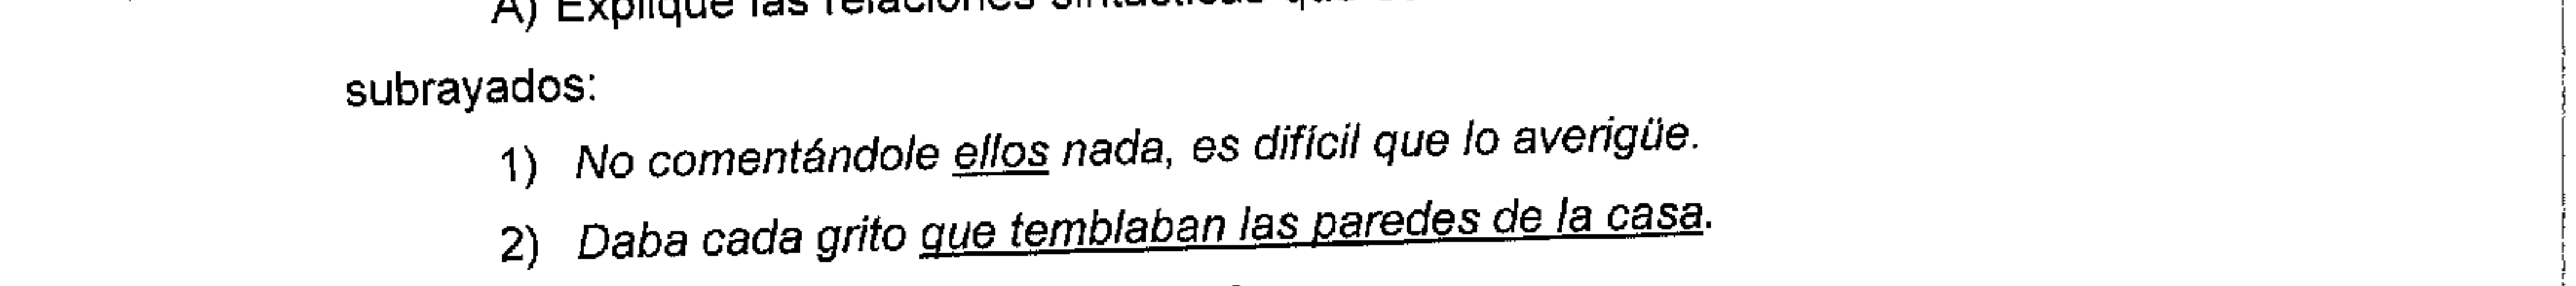 A) Explique las relaciones sintácticas que
subrayados:
1) No comentándole ellos nada, es difícil que lo averigüe.
2) Daba cada grito que temblaban las paredes de la casa.